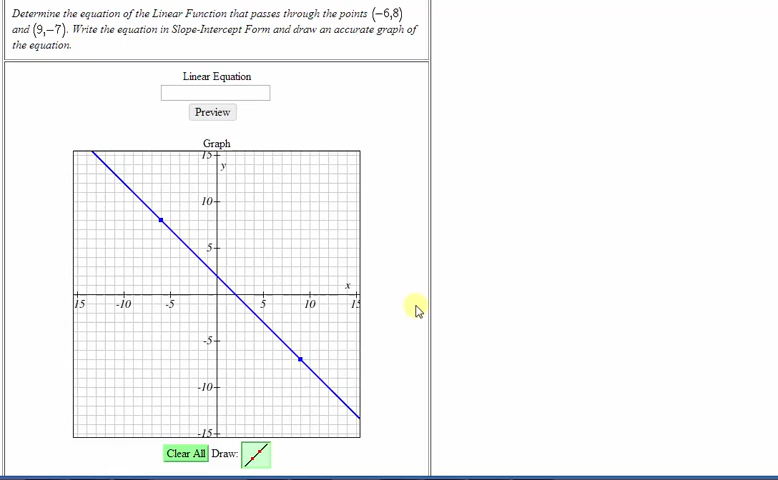 Determine the equation of the Linear Function that passes through the points (−6,8)
and (9,−7). Write the equation in Slope-Intercept Form and draw an accurate graph of
the equation.
Linear Equation
Preview
Graph
15
y
10
5
x
15 -10 -5 5 10 15
-5
-10
-15
Clear All Draw: